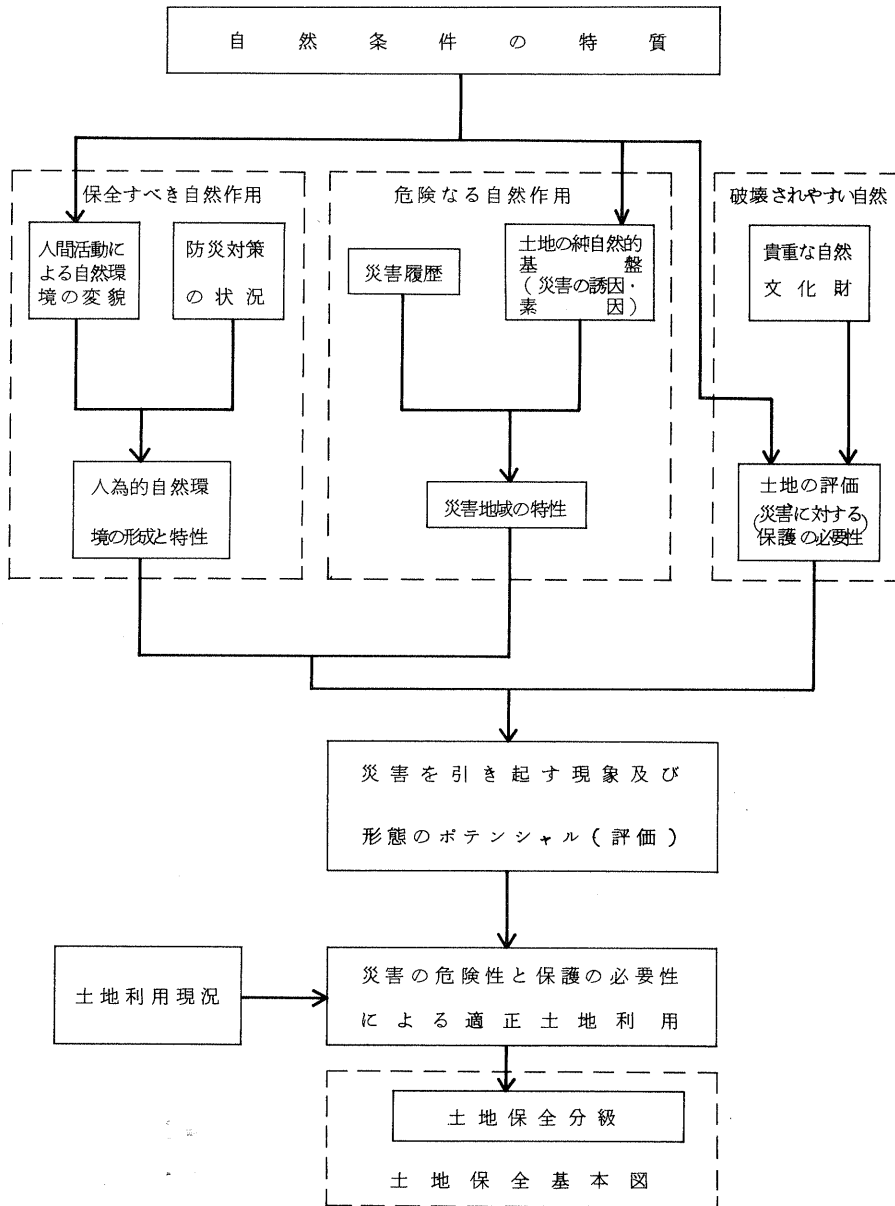 自然条件の特質
保全すべき自然作用
人間活動に
よる自然環
境の変貌
防災対策
の状況
人為的自然環
境の形成と特性
危険なる自然作用
災害履歴
土地の純自然的
基盤
(災害の誘因・
素因)
災害地域の特性
破壊されやすい自然
貴重な自然
文化財
土地の評価
(災害に対する
保護の必要性)
災害を引き起す現象及び
形態のポテンシャル(評価)
土地利用現況
災害の危険性と保護の必要性
による適正土地利用
土地保全分級
土地保全基本図